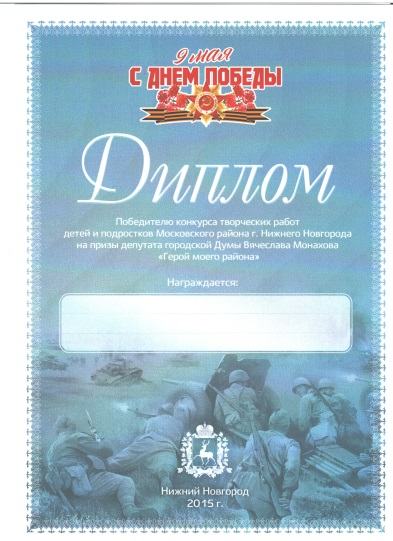 9 мая
С ДНЕМ ПОБЕДЫ
Диплом
Победителю конкурса творческих работ
детей и подростков Московского района г. Нижнего Новгорода
на призы депутата городской Думы Вячеслава Монахова
«Герой моего района»
Награждается:
Нижний Новгород
2015 г.